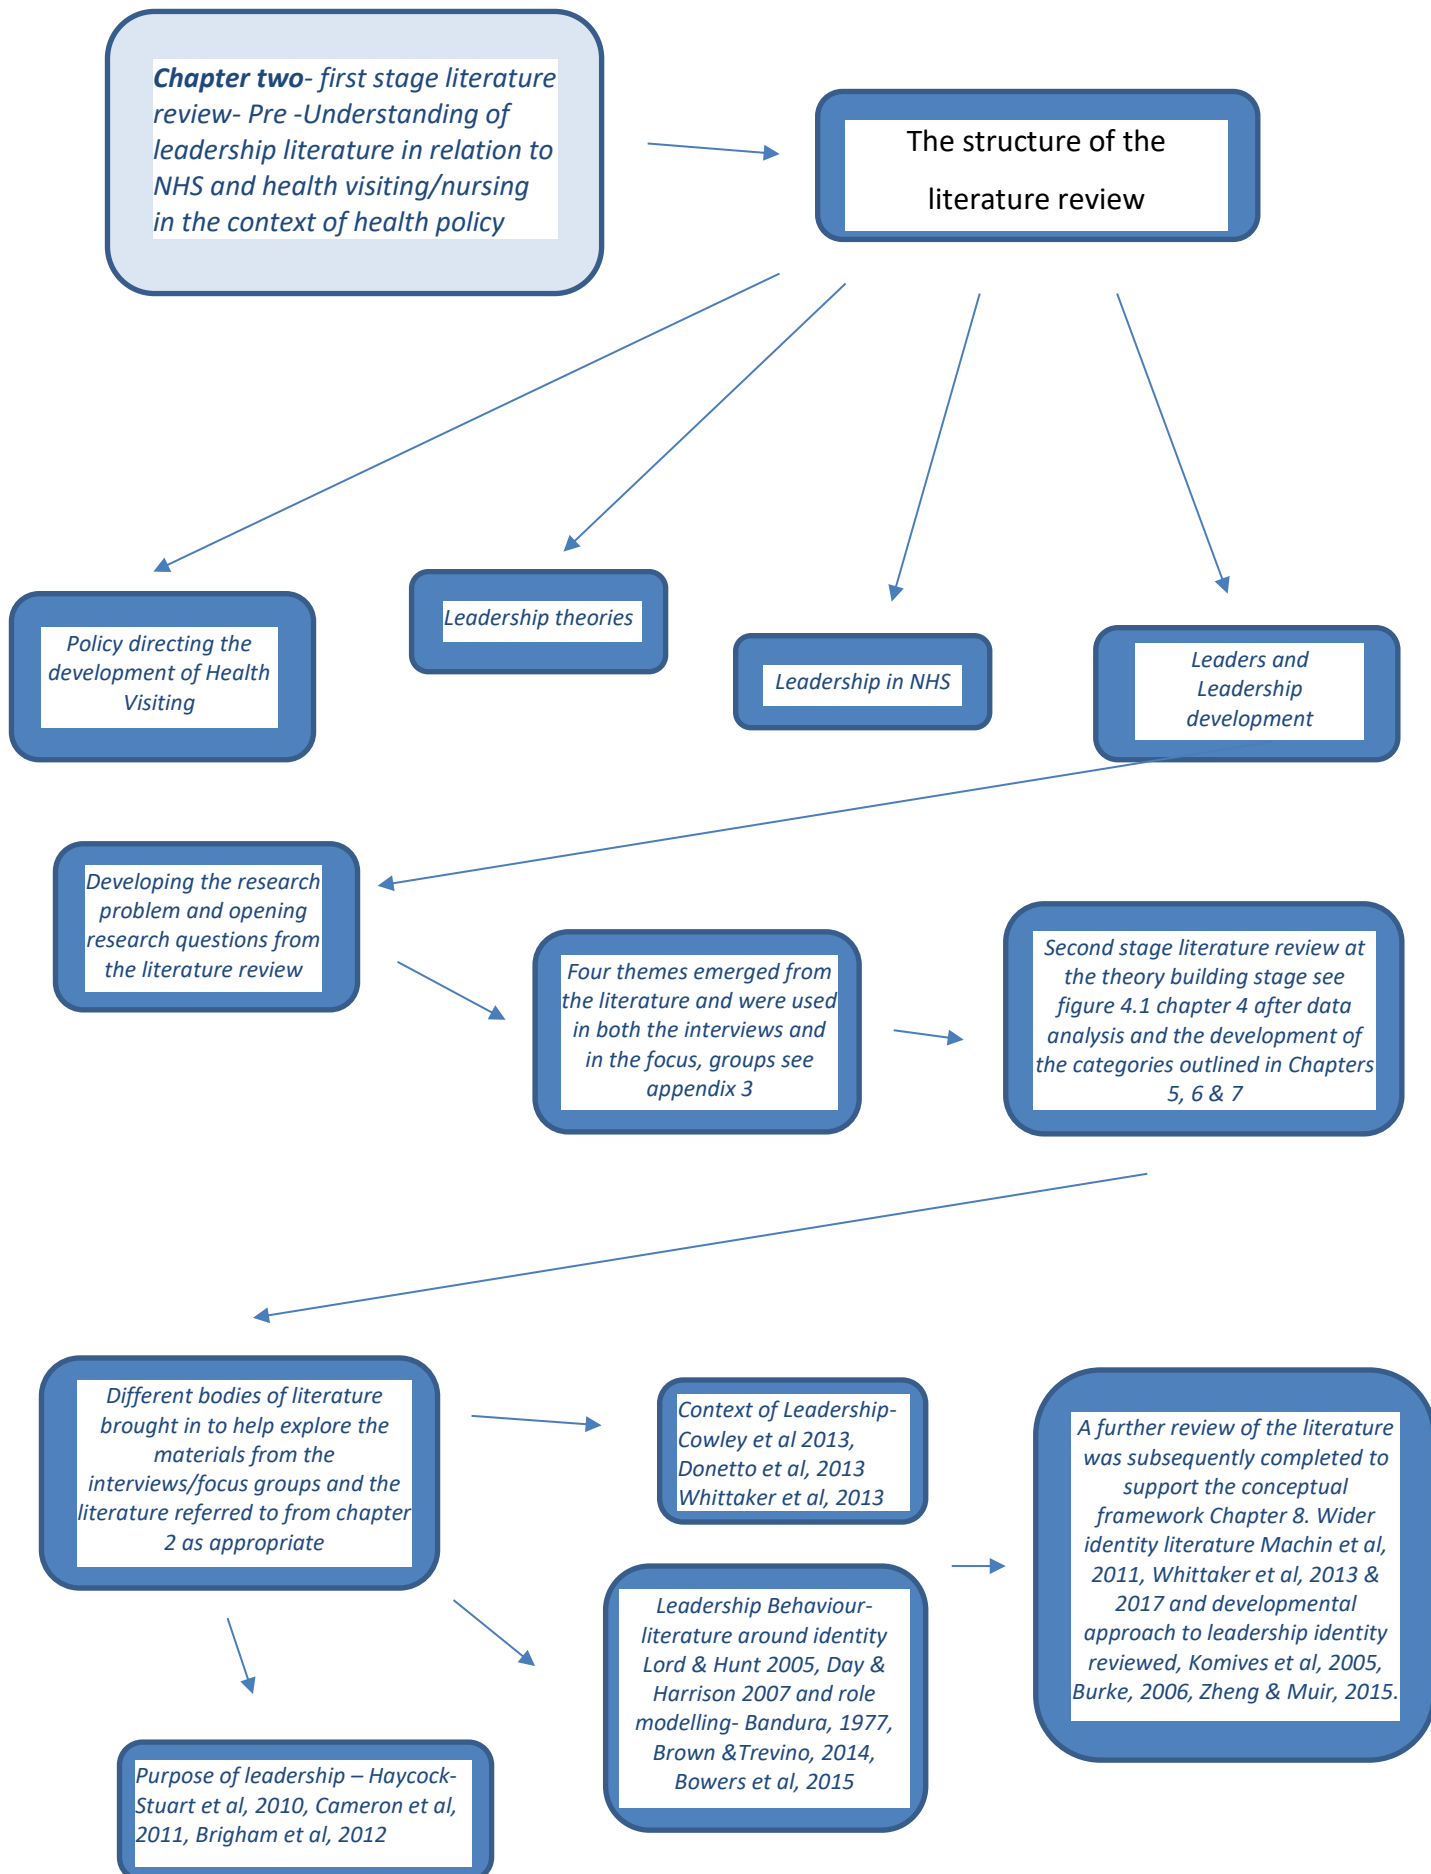 Chapter two- first stage literature
review- Pre -Understanding of
leadership literature in relation to
NHS and health visiting/nursing
in the context of health policy
The structure of the
literature review
Policy directing the
development of Health
Visiting
Leadership theories
Leadership in NHS
Leaders and
Leadership
development
Developing the research
problem and opening
research questions from
the literature review
Four themes emerged from
the literature and were used
in both the interviews and
in the focus, groups see
appendix 3
Second stage literature review at
the theory building stage see
figure 4.1 chapter 4 after data
analysis and the development of
the categories outlined in Chapters
5, 6 & 7
Different bodies of literature
brought in to help explore the
materials from the
interviews/focus groups and the
literature referred to from chapter
2 as appropriate
Context of Leadership-
Cowley et al 2013,
Donetto et al, 2013
Whittaker et al, 2013
A further review of the literature
was subsequently completed to
support the conceptual
framework Chapter 8. Wider
identity literature Machin et al,
2011, Whittaker et al, 2013 &
2017 and developmental
approach to leadership identity
reviewed, Komives et al, 2005,
Burke, 2006, Zheng & Muir, 2015.
Leadership Behaviour-
literature around identity
Lord & Hunt 2005, Day &
Harrison 2007 and role
modelling- Bandura, 1977,
Brown &Trevino, 2014,
Bowers et al, 2015
Purpose of leadership – Haycock-
Stuart et al, 2010, Cameron et al,
2011, Brigham et al, 2012